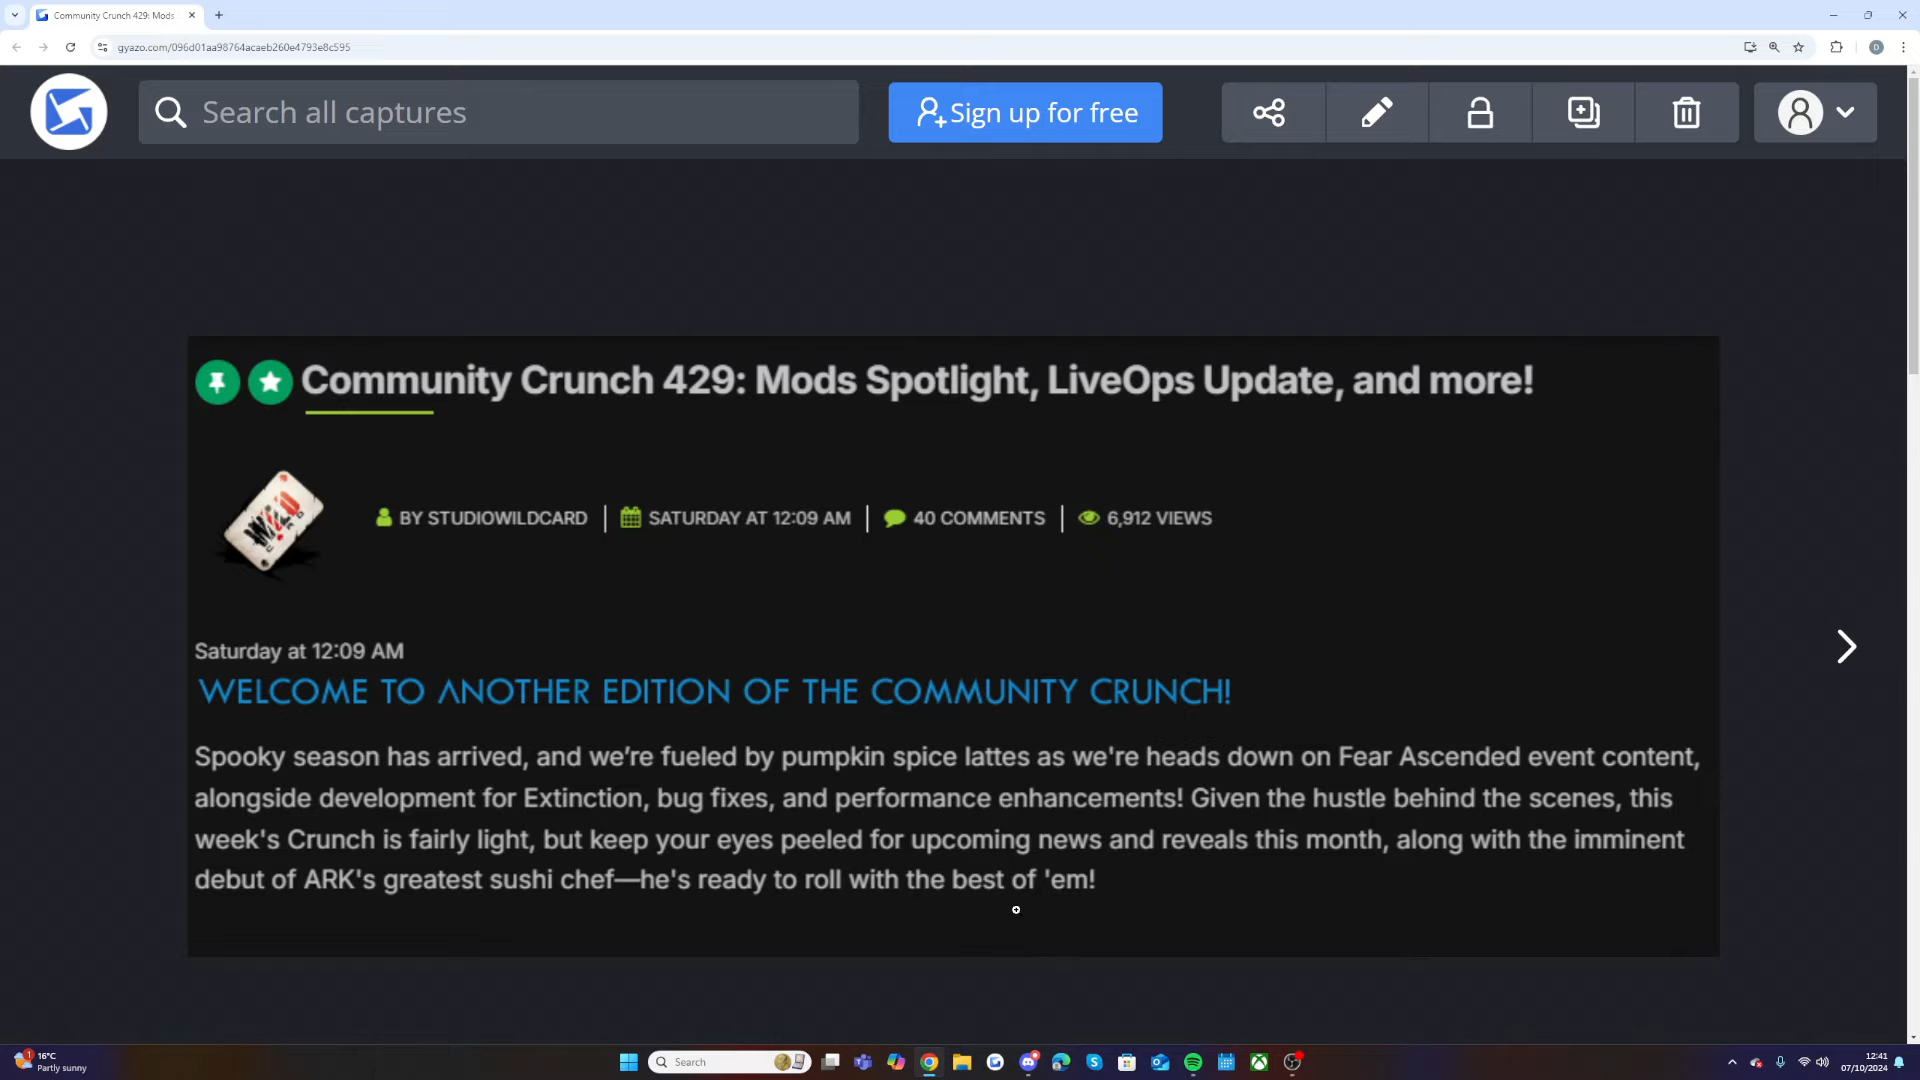 Community Crunch 429: Mods
gyazo.com/096d01aa98764acaeb260e4793e8c595
D
Search all captures
Sign up for free
Community Crunch 429: Mods Spotlight, LiveOps Update, and more!
WILD
BY STUDIOWILDCARD | SATURDAY AT 12:09 AM | 40 COMMENTS | 6,912 VIEWS
Saturday at 12:09 AM
WELCOME TO ANOTHER EDITION OF THE COMMUNITY CRUNCH!
Spooky season has arrived, and we’re fueled by pumpkin spice lattes as we're heads down on Fear Ascended event content,
alongside development for Extinction, bug fixes, and performance enhancements! Given the hustle behind the scenes, this
week's Crunch is fairly light, but keep your eyes peeled for upcoming news and reveals this month, along with the imminent
debut of ARK's greatest sushi chef—he's ready to roll with the best of 'em!
1
16°C
Partly sunny
Search
12:41
07/10/2024